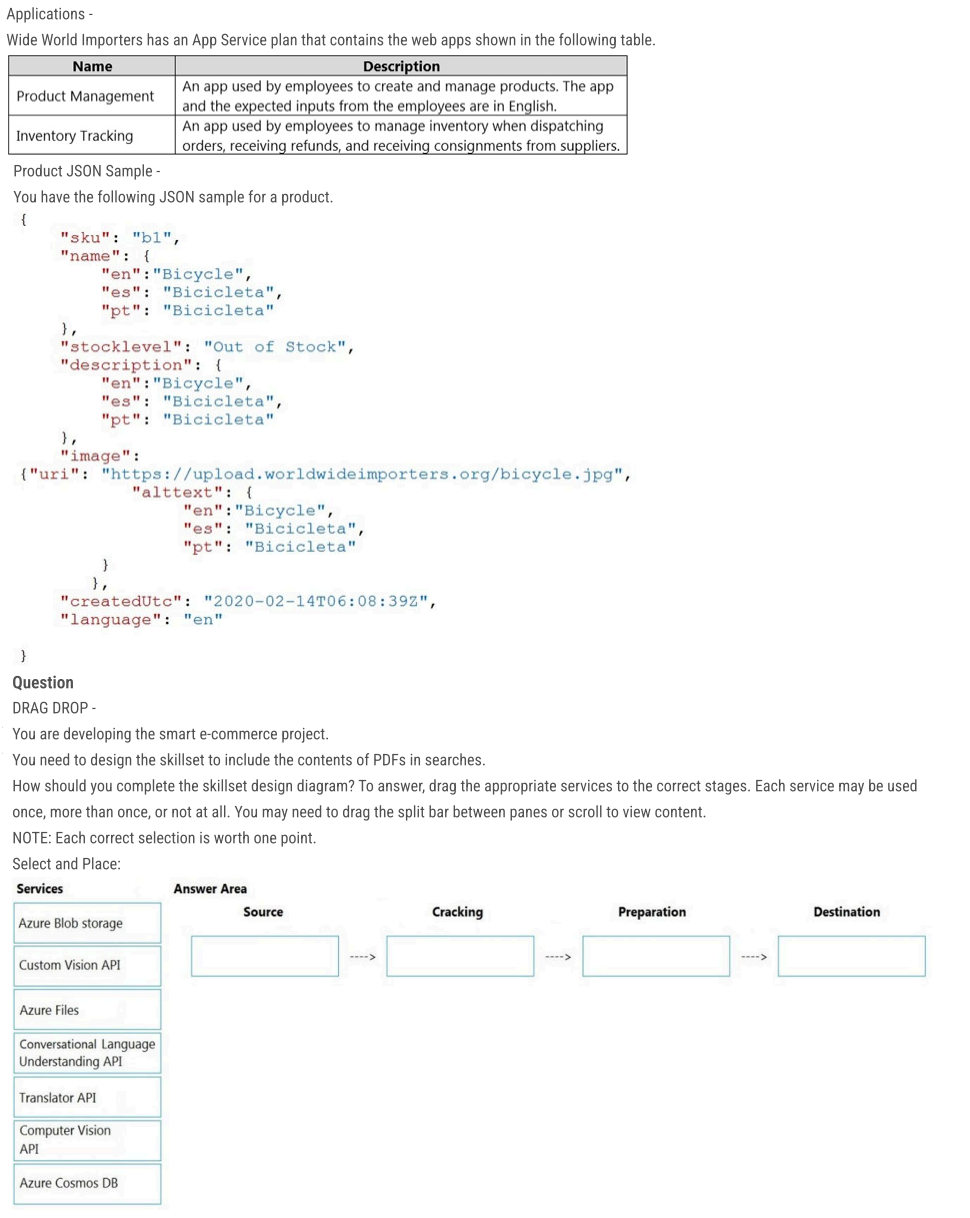 Applications -
Wide World Importers has an App Service plan that contains the web apps shown in the following table.
Name Description
Product Management An app used by employees to create and manage products. The app
and the expected inputs from the employees are in English.
Inventory Tracking An app used by employees to manage inventory when dispatching
orders, receiving refunds, and receiving consignments from suppliers.
Product JSON Sample -
You have the following JSON sample for a product.
{
"sku": "b1",
"name": {
"en":"Bicycle",
"es": "Bicicleta",
"pt": "Bicicleta"
},
"stocklevel": "Out of Stock",
"description": {
"en":"Bicycle",
"es": "Bicicleta",
"pt": "Bicicleta"
},
"image":
{"uri": "https://upload.worldwideimporters.org/bicycle.jpg",
"alttext": {
"en":"Bicycle",
"es": "Bicicleta",
"pt": "Bicicleta"
}
},
"createdUtc": "2020-02-14T06:08:39Z",
"language": "en"
}
Question
DRAG DROP -
You are developing the smart e-commerce project.
You need to design the skillset to include the contents of PDFs in searches.
How should you complete the skillset design diagram? To answer, drag the appropriate services to the correct stages. Each service may be used
once, more than once, or not at all. You may need to drag the split bar between panes or scroll to view content.
NOTE: Each correct selection is worth one point.
Select and Place:
Services Answer Area
Source Cracking Preparation Destination
Azure Blob storage
----> ----> ---->
Custom Vision API
Azure Files
Conversational Language
Understanding API
Translator API
Computer Vision
API
Azure Cosmos DB